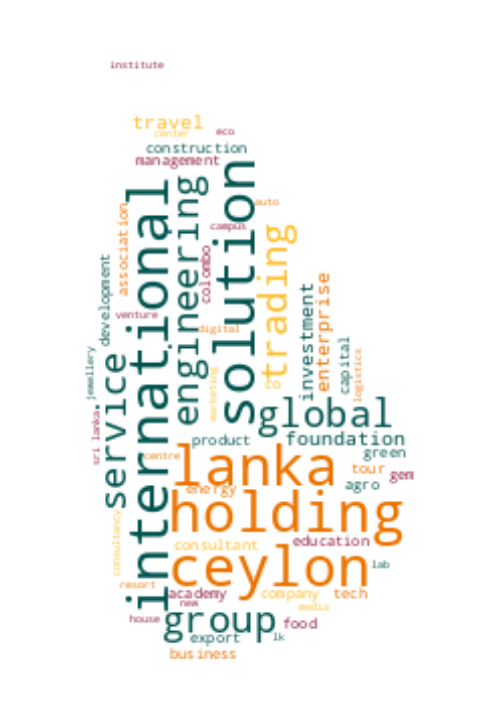 institute
travel
center
eco
construction
management
international
engineering
solution
auto
association
campus
trading
colombo
development
venture
digital
investment
enterprise
capital
logistics
jewellery
service
marketing
co
global
sri lanka
product
foundation
green
centre
lanka
tour
gem
energy
agro
holding
consultancy
consultant
education
ceylon
lab
resort
academy
company
tech
new
media
house
group
food
export
lk
business